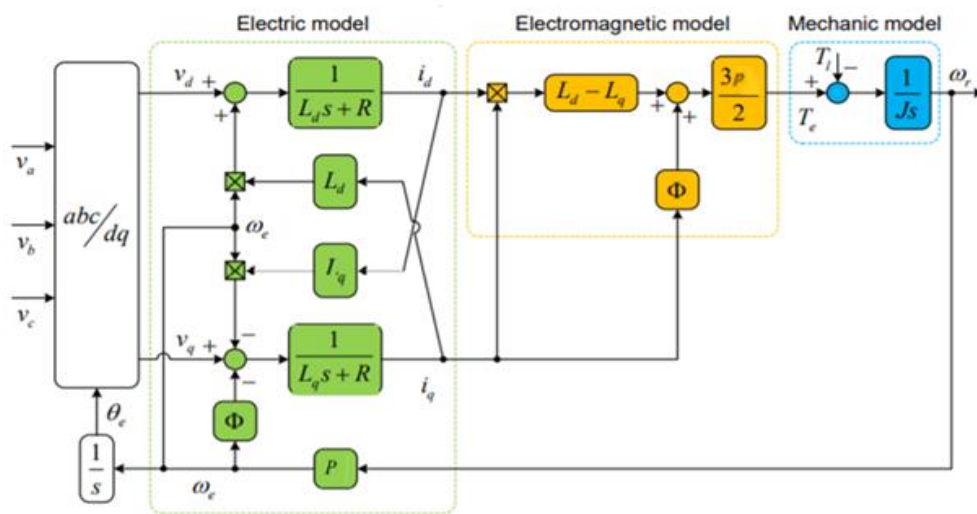 Electric model
Electromagnetic model
Mechanic model
v_d +
+
1
L_d s + R
i_d
L_d − L_q
+
+
3p
2
T_l −
+
T_e
1
Js
ω_r
v_a
v_b
v_c
abc/dq
L_d
ω_e
L_q
Φ
v_q +
−
−
1
L_q s + R
i_q
Φ
θ_e
1
s
ω_e
P